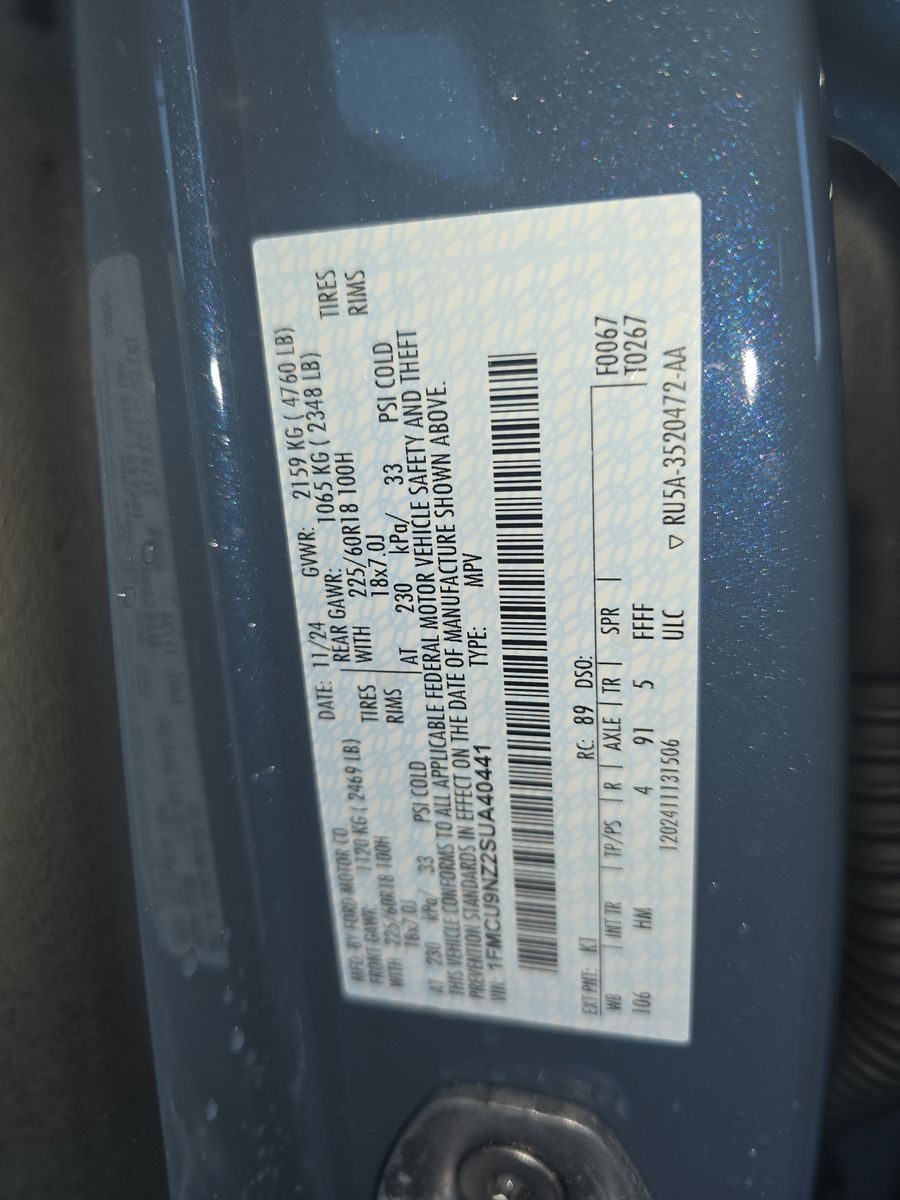 MFD. BY FORD MOTOR CO. DATE: 11/24 GVWR: 2159 KG ( 4760 LB)
FRONT GAWR: 1120 KG ( 2469 LB) REAR GAWR: 1065 KG ( 2348 LB)
WITH 225/60R18 100H TIRES WITH 225/60R18 100H TIRES
18x7.0J RIMS 18x7.0J RIMS
AT 230 kPa/ 33 PSI COLD AT 230 kPa/ 33 PSI COLD
THIS VEHICLE CONFORMS TO ALL APPLICABLE FEDERAL MOTOR VEHICLE SAFETY AND THEFT
PREVENTION STANDARDS IN EFFECT ON THE DATE OF MANUFACTURE SHOWN ABOVE.
VIN: 1FMCU9NZ2SUA40441 TYPE: MPV
EXT PNT: K1 RC: 89 DSO: F0067
WB INT TR TP/PS R AXLE TR SPR T0267
106 HM 4 91 5 FFFF
12024111131506 ULC ▽ RU5A-3520472-AA